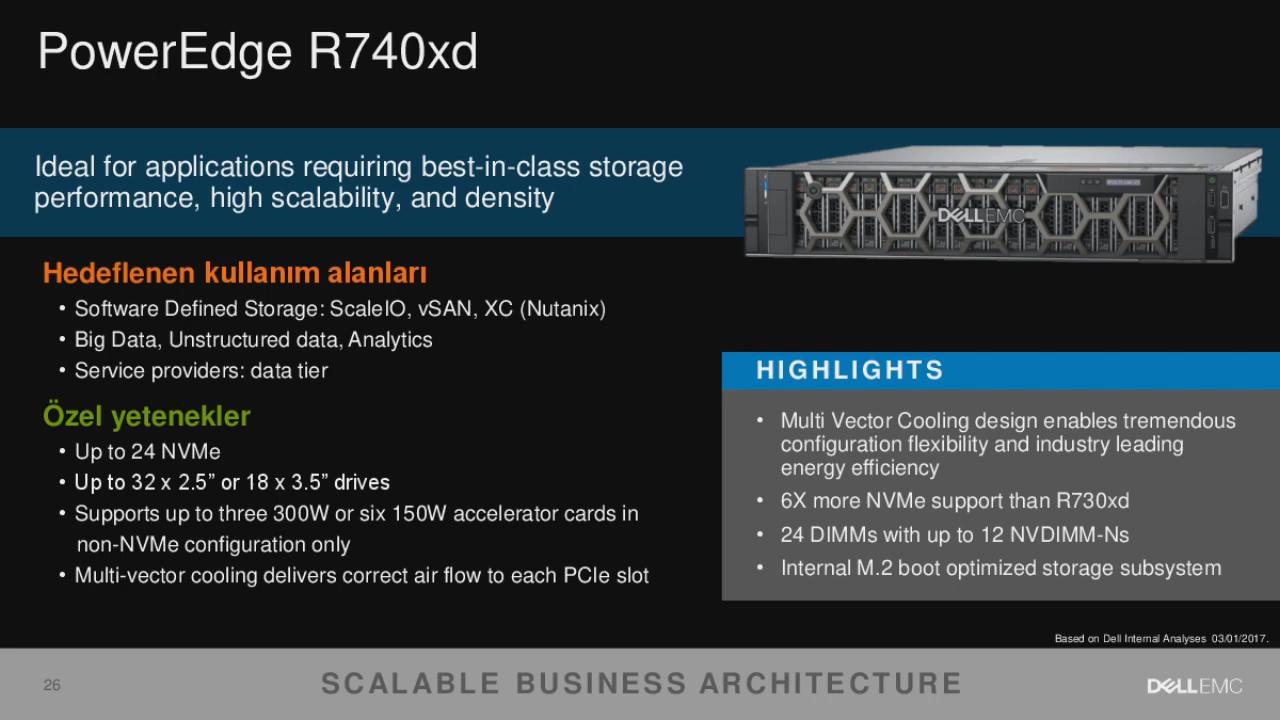 PowerEdge R740xd
Ideal for applications requiring best-in-class storage
performance, high scalability, and density
DELLEMC
Hedeflenen kullanım alanları
• Software Defined Storage: ScaleIO, vSAN, XC (Nutanix)
• Big Data, Unstructured data, Analytics
• Service providers: data tier
Özel yetenekler
• Up to 24 NVMe
• Up to 32 x 2.5” or 18 x 3.5” drives
• Supports up to three 300W or six 150W accelerator cards in
non-NVMe configuration only
• Multi-vector cooling delivers correct air flow to each PCIe slot
HIGHLIGHTS
• Multi Vector Cooling design enables tremendous
configuration flexibility and industry leading
energy efficiency
• 6X more NVMe support than R730xd
• 24 DIMMs with up to 12 NVDIMM-Ns
• Internal M.2 boot optimized storage subsystem
Based on Dell Internal Analyses 03/01/2017.
26
SCALABLE BUSINESS ARCHITECTURE
DELLEMC